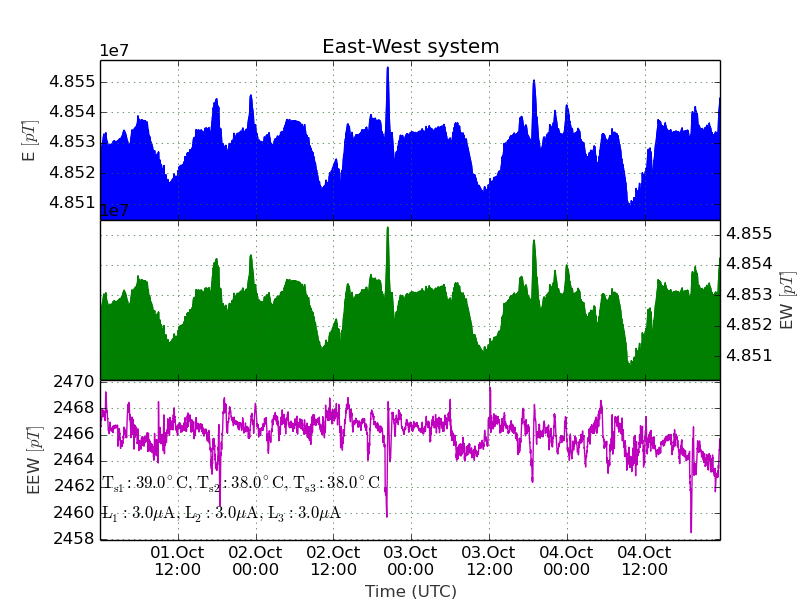 East-West system
1e7
4.855
4.854
4.853
4.852
4.851
E [pT]
1e7
4.855
4.854
4.853
4.852
4.851
EW [pT]
2470
2468
2466
2464
2462
2460
2458
EEW [pT]
T_s1 : 39.0°C, T_s2 : 38.0°C, T_s3 : 38.0°C
L_1 : 3.0μA, L_2 : 3.0μA, L_3 : 3.0μA
01.Oct 02.Oct 02.Oct 03.Oct 03.Oct 04.Oct 04.Oct
12:00 00:00 12:00 00:00 12:00 00:00 12:00
Time (UTC)